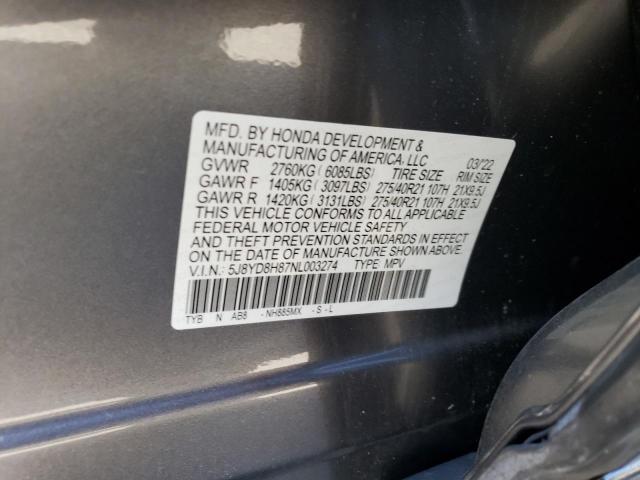 MFD. BY HONDA DEVELOPMENT &
MANUFACTURING OF AMERICA, LLC 03/22
GVWR 2760KG ( 6085LBS) TIRE SIZE RIM SIZE
GAWR F 1405KG ( 3097LBS) 275/40R21 107H 21X9.5J
GAWR R 1420KG ( 3131LBS) 275/40R21 107H 21X9.5J
THIS VEHICLE CONFORMS TO ALL APPLICABLE
FEDERAL MOTOR VEHICLE SAFETY
AND THEFT PREVENTION STANDARDS IN EFFECT
ON THE DATE OF MANUFACTURE SHOWN ABOVE.
V.I.N.: 5J8YD8H87NL003274 TYPE: MPV
TYB N AB8 -NH885MX -S-L